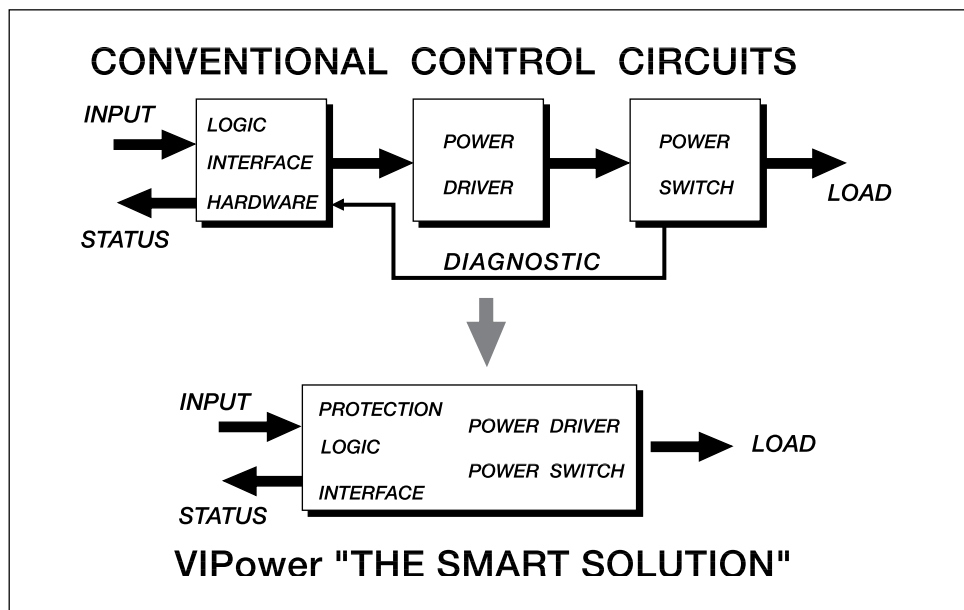 CONVENTIONAL CONTROL CIRCUITS
INPUT
LOGIC
INTERFACE
HARDWARE
STATUS
POWER
DRIVER
POWER
SWITCH
LOAD
DIAGNOSTIC
INPUT
STATUS
PROTECTION
LOGIC
INTERFACE
POWER DRIVER
POWER SWITCH
LOAD
VIPower "THE SMART SOLUTION"